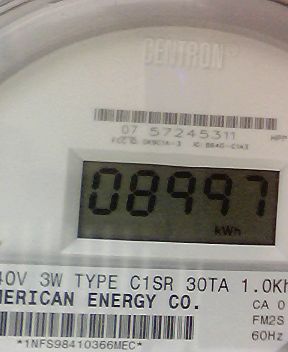 CENTRON®
07 57245311
08997
kWh
40V 3W TYPE C1SR 30TA 1.0Kh
MERICAN ENERGY CO.
CA 0
FM2S
60Hz
*1NFS98410366MEC*